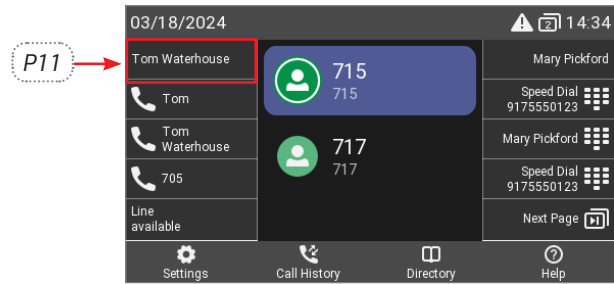 03/18/2024
2
14:34
P11
Tom Waterhouse
Tom
Tom
Waterhouse
705
Line
available
715
715
717
717
Mary Pickford
Speed Dial
9175550123
Mary Pickford
Speed Dial
9175550123
Next Page
Settings
Call History
Directory
Help